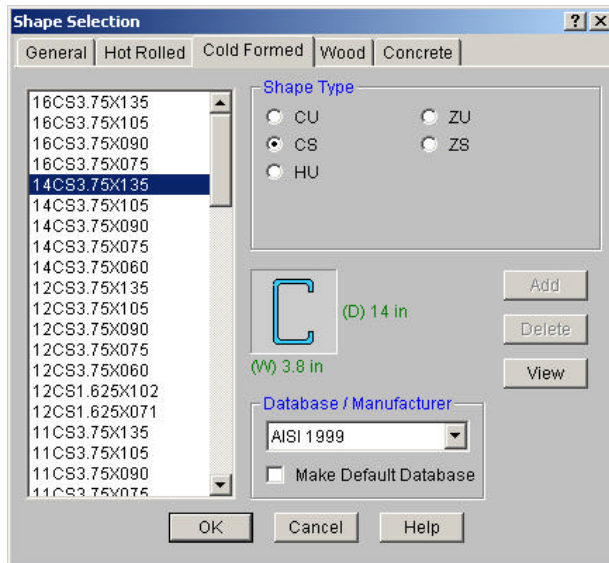 Shape Selection
General Hot Rolled Cold Formed Wood Concrete
16CS3.75X135
16CS3.75X105
16CS3.75X090
16CS3.75X075
14CS3.75X135
14CS3.75X105
14CS3.75X090
14CS3.75X075
14CS3.75X060
12CS3.75X135
12CS3.75X105
12CS3.75X090
12CS3.75X075
12CS3.75X060
12CS1.625X102
12CS1.625X071
11CS3.75X135
11CS3.75X105
11CS3.75X090
11CS3.75X075
Shape Type
CU ZU
CS ZS
HU
(D) 14 in
(W) 3.8 in
Add
Delete
View
Database / Manufacturer
AISI 1999
Make Default Database
OK Cancel Help